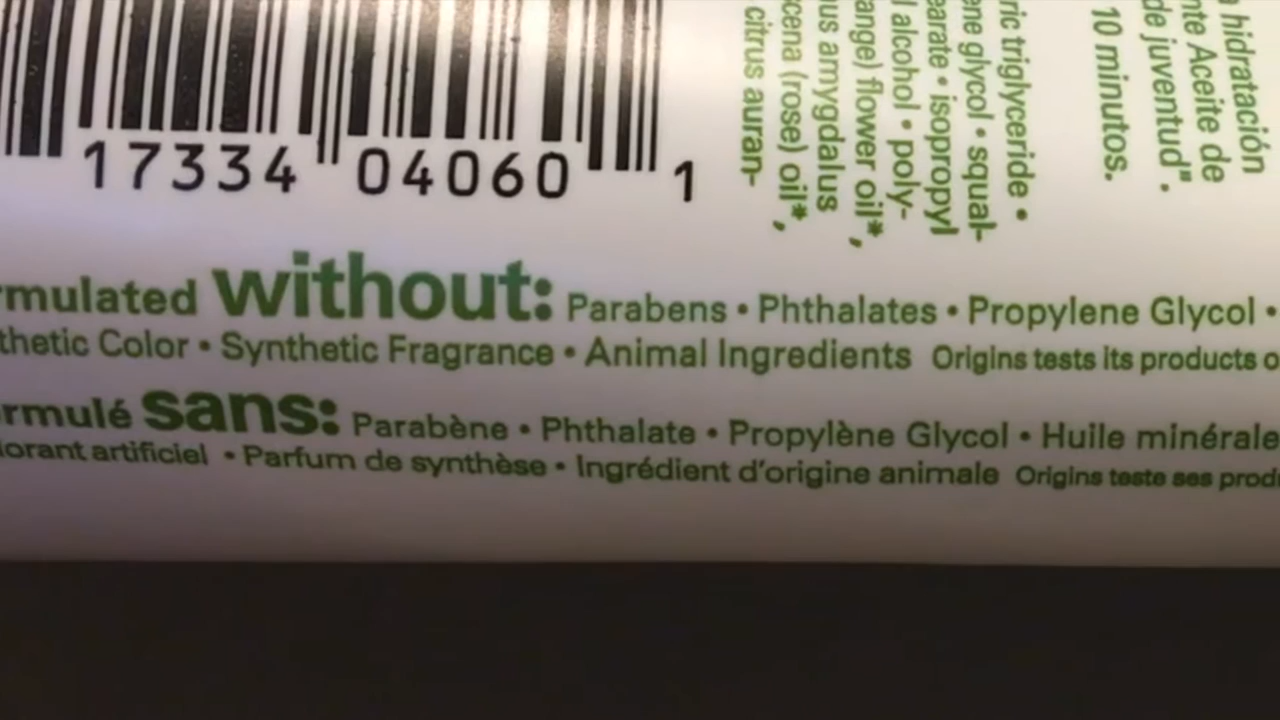 17334 04060 1
ric triglyceride •
ene glycol • squal-
earate • isopropyl
l alcohol • poly-
ange) flower oil*,
us amygdalus
cena (rose) oil*,
citrus auran-
hidratación
nte Aceite de
de juventud".
10 minutos.
rmulated without: Parabens • Phthalates • Propylene Glycol •
thetic Color • Synthetic Fragrance • Animal Ingredients Origins tests its products o
rmulé sans: Parabène • Phthalate • Propylène Glycol • Huile minérale
lorant artificiel • Parfum de synthèse • Ingrédient d'origine animale Origins teste ses prod